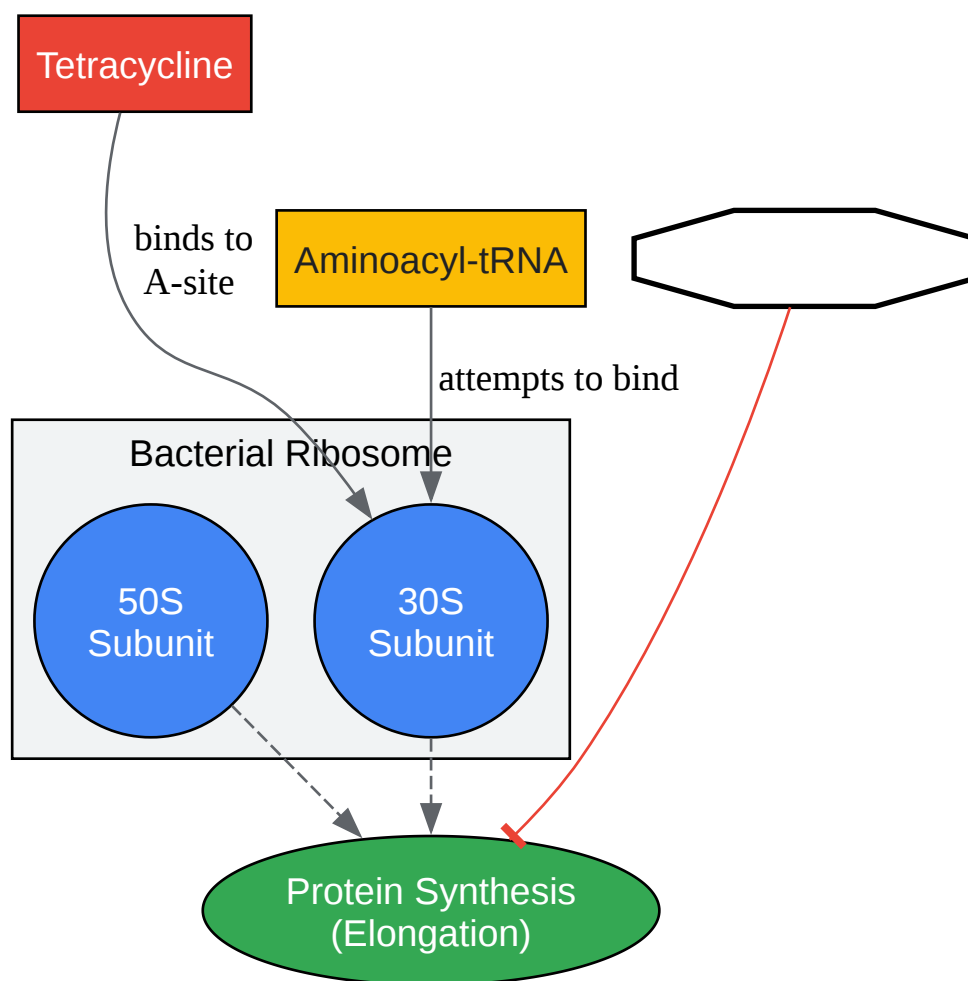 Tetracycline
binds to
A-site
Aminoacyl-tRNA
attempts to bind
Bacterial Ribosome
50S
Subunit
30S
Subunit
Protein Synthesis
(Elongation)